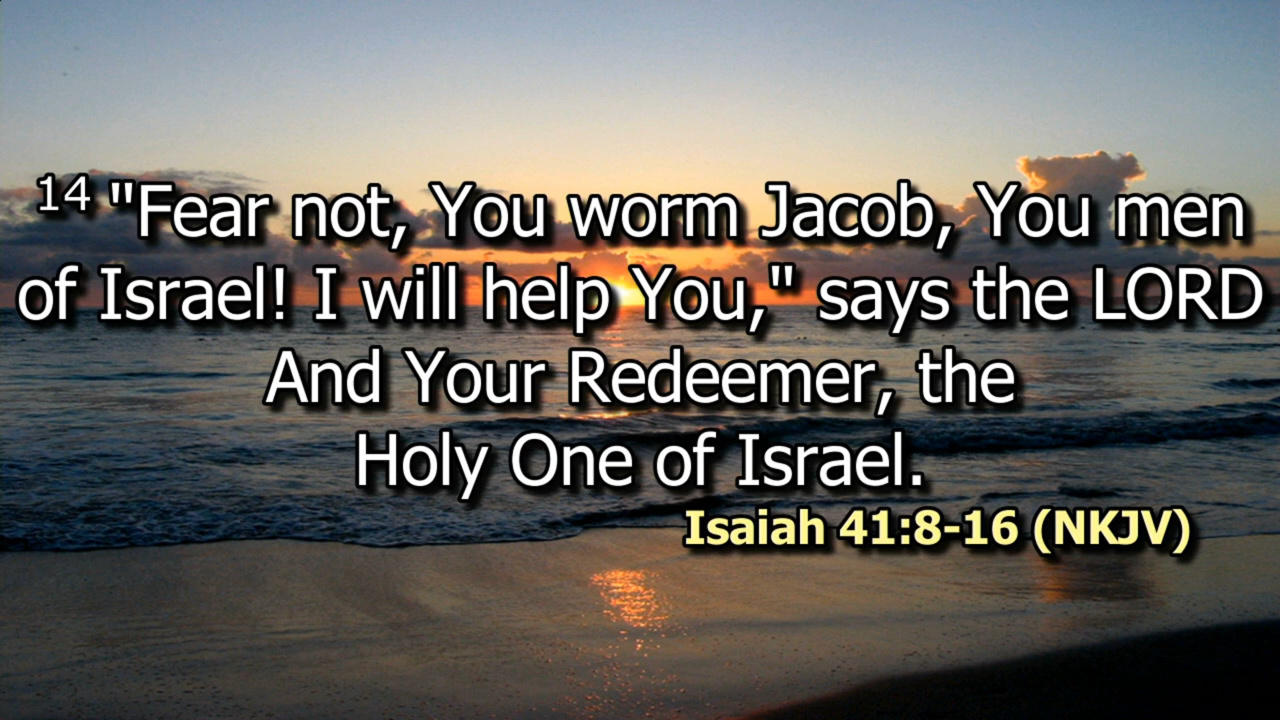 14 "Fear not, You worm Jacob, You men
of Israel! I will help You," says the LORD
And Your Redeemer, the
Holy One of Israel.
Isaiah 41:8-16 (NKJV)